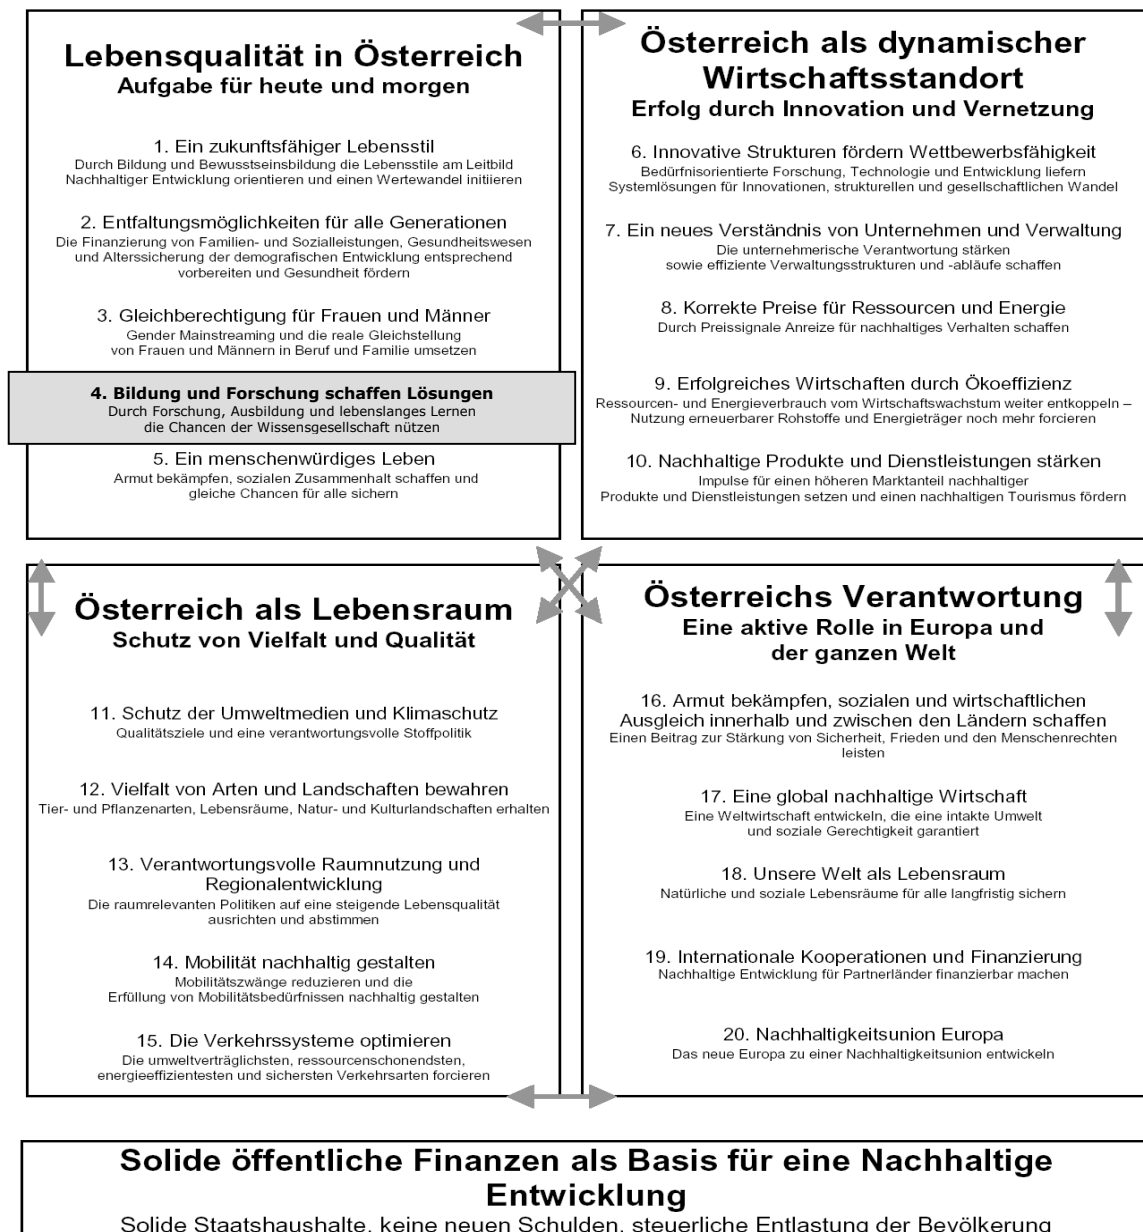 Lebensqualität in Österreich
Aufgabe für heute und morgen
1. Ein zukunftsfähiger Lebensstil
Durch Bildung und Bewusstseinsbildung die Lebensstile am Leitbild
Nachhaltiger Entwicklung orientieren und einen Wertewandel initiieren
2. Entfaltungsmöglichkeiten für alle Generationen
Die Finanzierung von Familien- und Sozialleistungen, Gesundheitswesen
und Alterssicherung der demografischen Entwicklung entsprechend
vorbereiten und Gesundheit fördern
3. Gleichberechtigung für Frauen und Männer
Gender Mainstreaming und die reale Gleichstellung
von Frauen und Männern in Beruf und Familie umsetzen
4. Bildung und Forschung schaffen Lösungen
Durch Forschung, Ausbildung und lebenslanges Lernen
die Chancen der Wissensgesellschaft nützen
5. Ein menschenwürdiges Leben
Armut bekämpfen, sozialen Zusammenhalt schaffen und
gleiche Chancen für alle sichern
Österreich als dynamischer
Wirtschaftsstandort
Erfolg durch Innovation und Vernetzung
6. Innovative Strukturen fördern Wettbewerbsfähigkeit
Bedürfnisorientierte Forschung, Technologie und Entwicklung liefern
Systemlösungen für Innovationen, strukturellen und gesellschaftlichen Wandel
7. Ein neues Verständnis von Unternehmen und Verwaltung
Die unternehmerische Verantwortung stärken
sowie effiziente Verwaltungsstrukturen und -abläufe schaffen
8. Korrekte Preise für Ressourcen und Energie
Durch Preissignale Anreize für nachhaltiges Verhalten schaffen
9. Erfolgreiches Wirtschaften durch Ökoeffizienz
Ressourcen- und Energieverbrauch vom Wirtschaftswachstum weiter entkoppeln –
Nutzung erneuerbarer Rohstoffe und Energieträger noch mehr forcieren
10. Nachhaltige Produkte und Dienstleistungen stärken
Impulse für einen höheren Marktanteil nachhaltiger
Produkte und Dienstleistungen setzen und einen nachhaltigen Tourismus fördern
Österreich als Lebensraum
Schutz von Vielfalt und Qualität
11. Schutz der Umweltmedien und Klimaschutz
Qualitätsziele und eine verantwortungsvolle Stoffpolitik
12. Vielfalt von Arten und Landschaften bewahren
Tier- und Pflanzenarten, Lebensräume, Natur- und Kulturlandschaften erhalten
13. Verantwortungsvolle Raumnutzung und
Regionalentwicklung
Die raumrelevanten Politiken auf eine steigende Lebensqualität
ausrichten und abstimmen
14. Mobilität nachhaltig gestalten
Mobilitätszwänge reduzieren und die
Erfüllung von Mobilitätsbedürfnissen nachhaltig gestalten
15. Die Verkehrssysteme optimieren
Die umweltverträglichsten, ressourcenschonendsten,
energieeffizientesten und sichersten Verkehrsarten forcieren
Österreichs Verantwortung
Eine aktive Rolle in Europa und
der ganzen Welt
16. Armut bekämpfen, sozialen und wirtschaftlichen
Ausgleich innerhalb und zwischen den Ländern schaffen
Einen Beitrag zur Stärkung von Sicherheit, Frieden und den Menschenrechten
leisten
17. Eine global nachhaltige Wirtschaft
Eine Weltwirtschaft entwickeln, die eine intakte Umwelt
und soziale Gerechtigkeit garantiert
18. Unsere Welt als Lebensraum
Natürliche und soziale Lebensräume für alle langfristig sichern
19. Internationale Kooperationen und Finanzierung
Nachhaltige Entwicklung für Partnerländer finanzierbar machen
20. Nachhaltigkeitsunion Europa
Das neue Europa zu einer Nachhaltigkeitsunion entwickeln
Solide öffentliche Finanzen als Basis für eine Nachhaltige
Entwicklung
Solide Staatshaushalte, keine neuen Schulden, steuerliche Entlastung der Bevölkerung